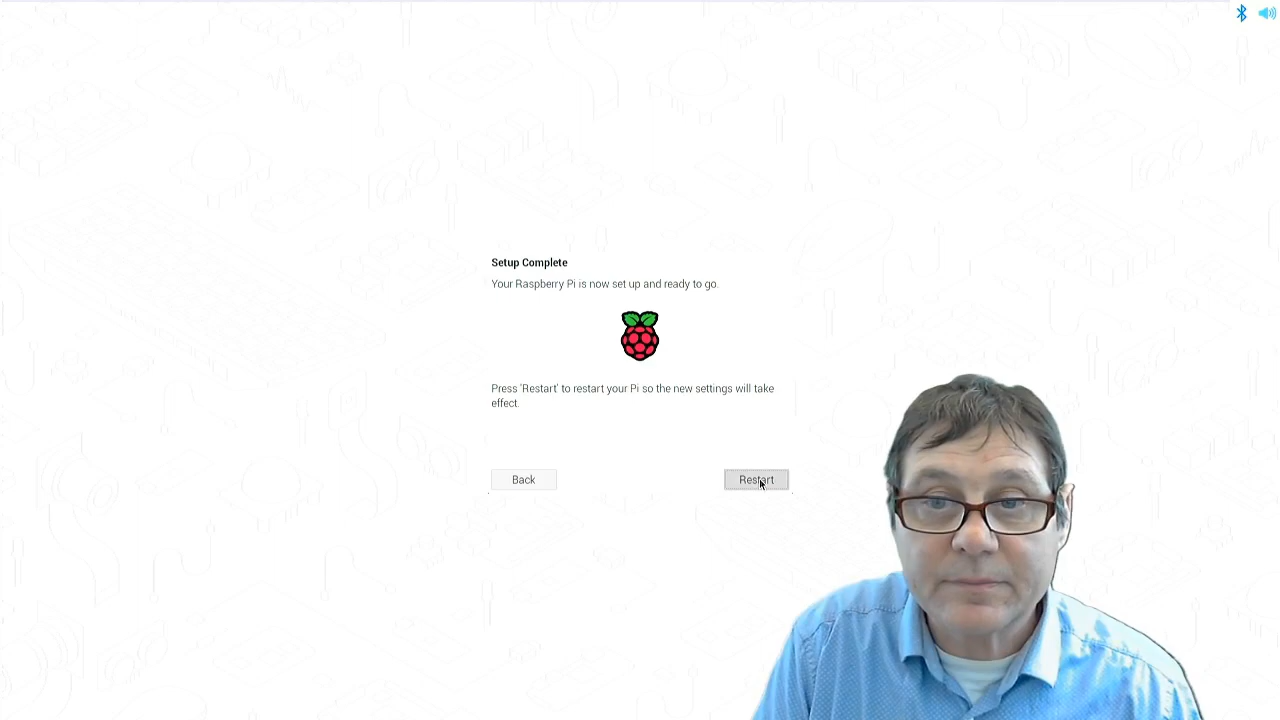 Setup Complete
Your Raspberry Pi is now set up and ready to go.
Press 'Restart' to restart your Pi so the new settings will take
effect.
Back
Restart